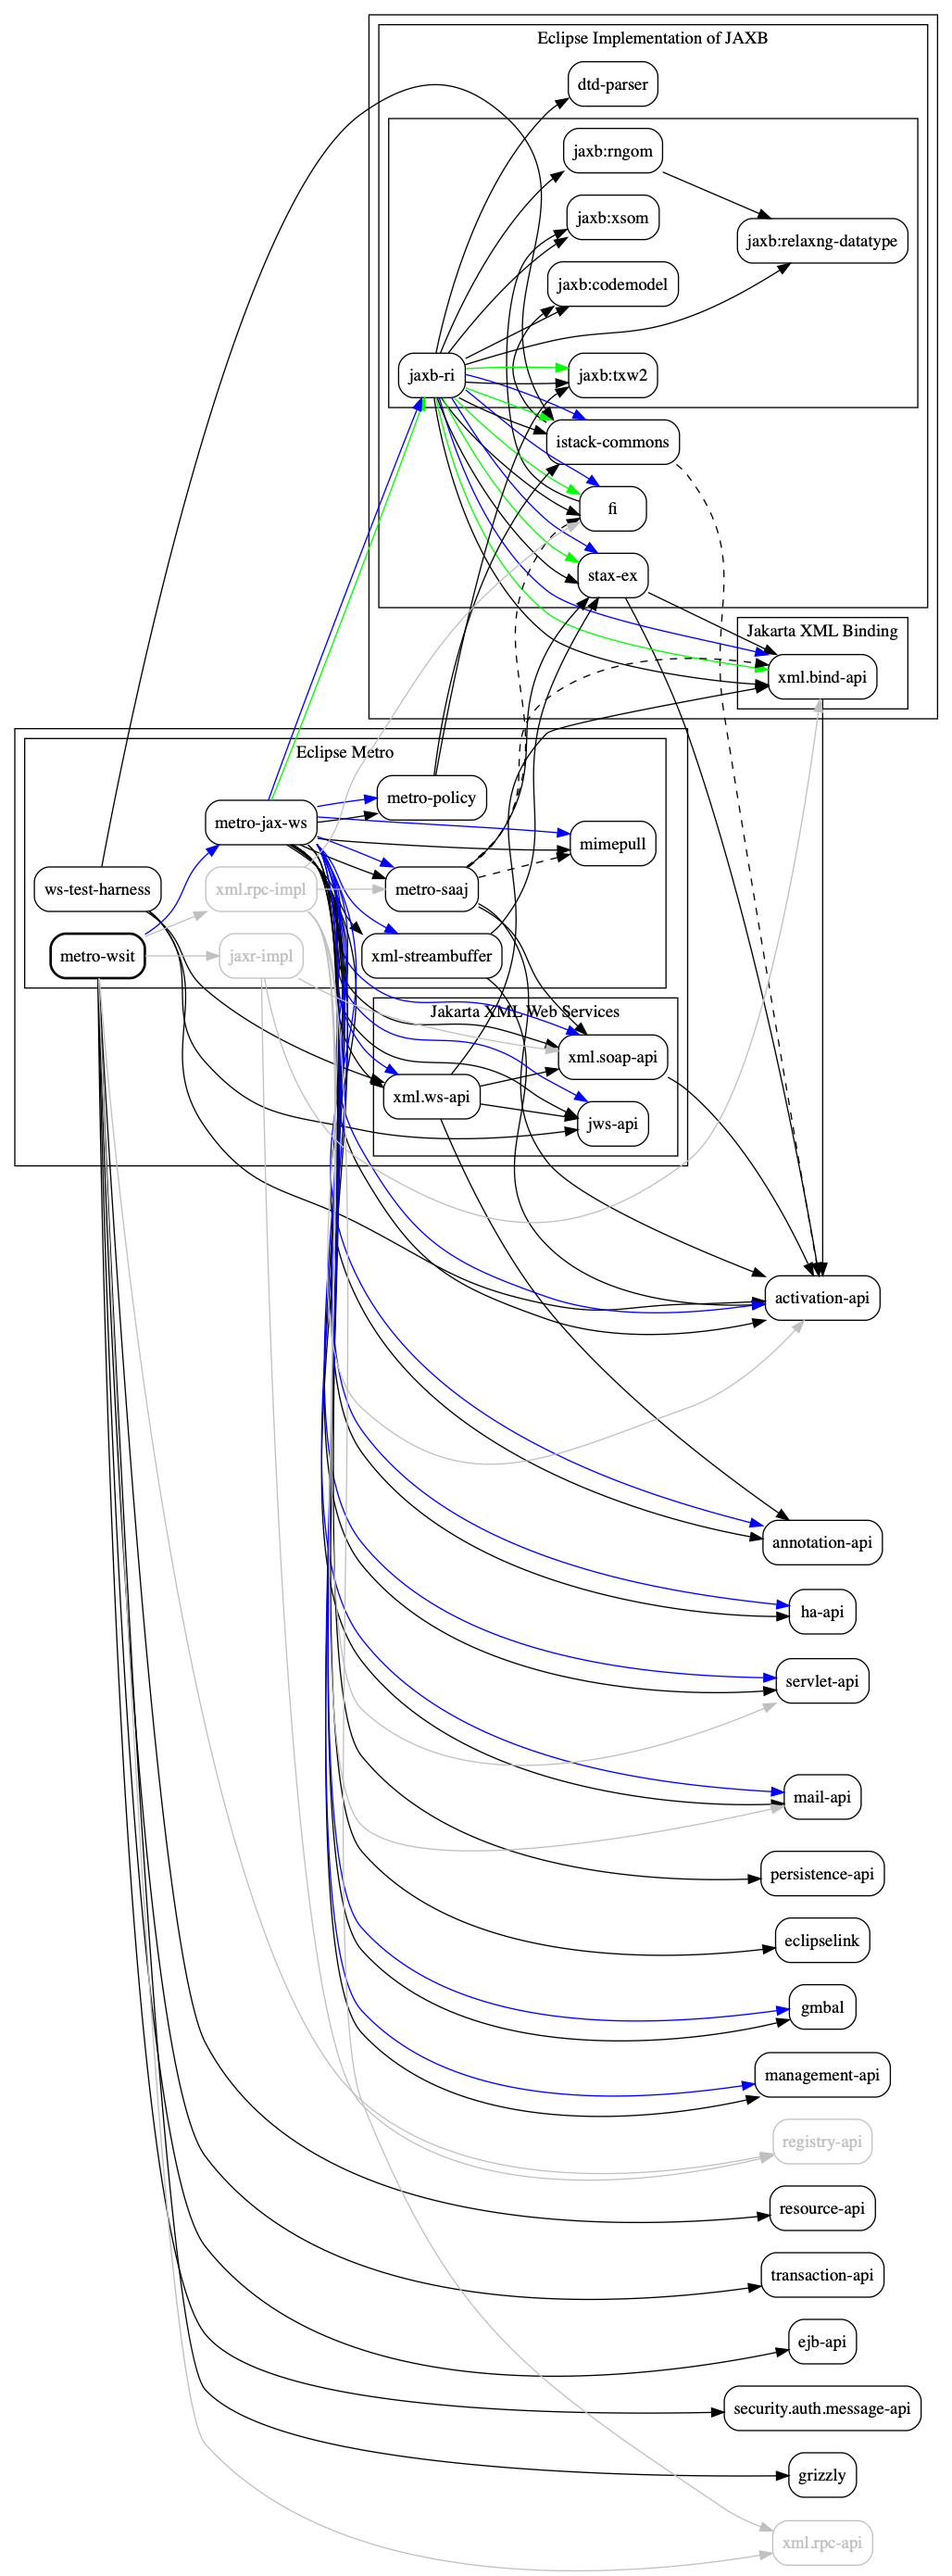 Eclipse Implementation of JAXB
dtd-parser
jaxb:rngom
jaxb:xsom
jaxb:relaxng-datatype
jaxb:codemodel
jaxb-ri
jaxb:txw2
istack-commons
fi
stax-ex
Jakarta XML Binding
xml.bind-api
Eclipse Metro
metro-policy
metro-jax-ws
mimepull
ws-test-harness
xml.rpc-impl
metro-saaj
metro-wsit
jaxr-impl
xml-streambuffer
Jakarta XML Web Services
xml.soap-api
xml.ws-api
jws-api
activation-api
annotation-api
ha-api
servlet-api
mail-api
persistence-api
eclipselink
gmbal
management-api
registry-api
resource-api
transaction-api
ejb-api
security.auth.message-api
grizzly
xml.rpc-api